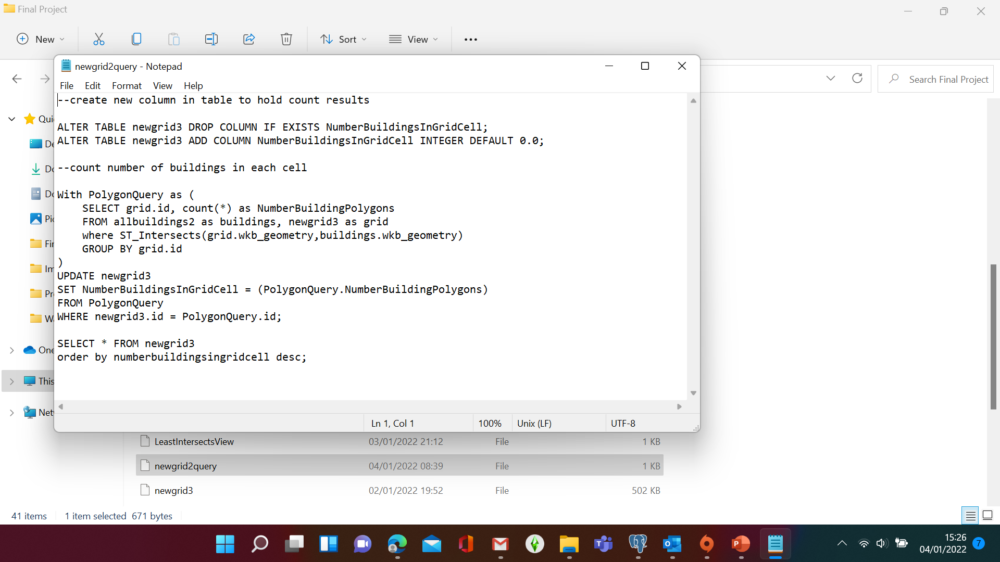 Final Project
New
Sort
View
newgrid2query - Notepad
File Edit Format View Help
Search Final Project
--create new column in table to hold count results
ALTER TABLE newgrid3 DROP COLUMN IF EXISTS NumberBuildingsInGridCell;
ALTER TABLE newgrid3 ADD COLUMN NumberBuildingsInGridCell INTEGER DEFAULT 0.0;
--count number of buildings in each cell
With PolygonQuery as (
SELECT grid.id, count(*) as NumberBuildingPolygons
FROM allbuildings2 as buildings, newgrid3 as grid
where ST_Intersects(grid.wkb_geometry,buildings.wkb_geometry)
GROUP BY grid.id
)
UPDATE newgrid3
SET NumberBuildingsInGridCell = (PolygonQuery.NumberBuildingPolygons)
FROM PolygonQuery
WHERE newgrid3.id = PolygonQuery.id;
SELECT * FROM newgrid3
order by numberbuildingsingridcell desc;
Qui
De
Do
Do
Pic
Fin
Im
Pr
W
One
This
Net
Ln 1, Col 1 100% Unix (LF) UTF-8
LeastIntersectsView 03/01/2022 21:12 File 1 KB
newgrid2query 04/01/2022 08:39 File 1 KB
newgrid3 02/01/2022 19:52 File 502 KB
41 items 1 item selected 671 bytes
15:26
04/01/2022
7